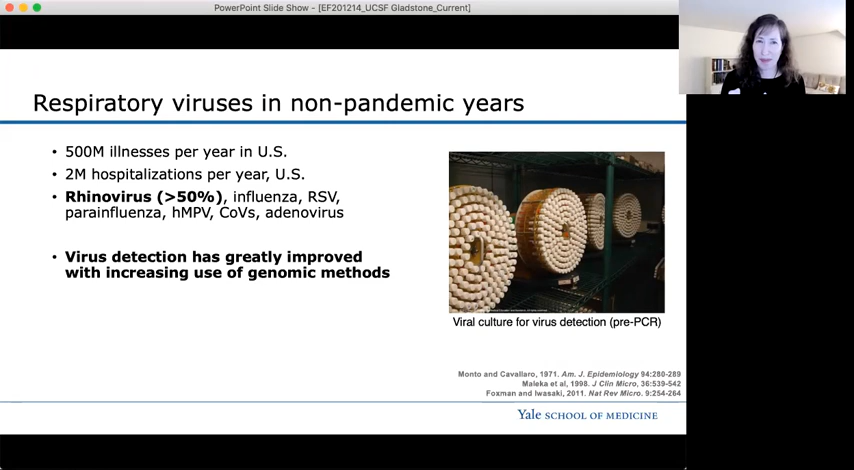 PowerPoint Slide Show - [EF201214_UCSF Gladstone_Current]
Respiratory viruses in non-pandemic years
• 500M illnesses per year in U.S.
• 2M hospitalizations per year, U.S.
• Rhinovirus (>50%), influenza, RSV,
parainfluenza, hMPV, CoVs, adenovirus
• Virus detection has greatly improved
with increasing use of genomic methods
Viral culture for virus detection (pre-PCR)
Monto and Cavallaro, 1971. Am. J. Epidemiology 94:280-289
Maleka et al, 1998. J Clin Micro, 36:539-542
Foxman and Iwasaki, 2011. Nat Rev Micro. 9:254-264
Yale SCHOOL OF MEDICINE